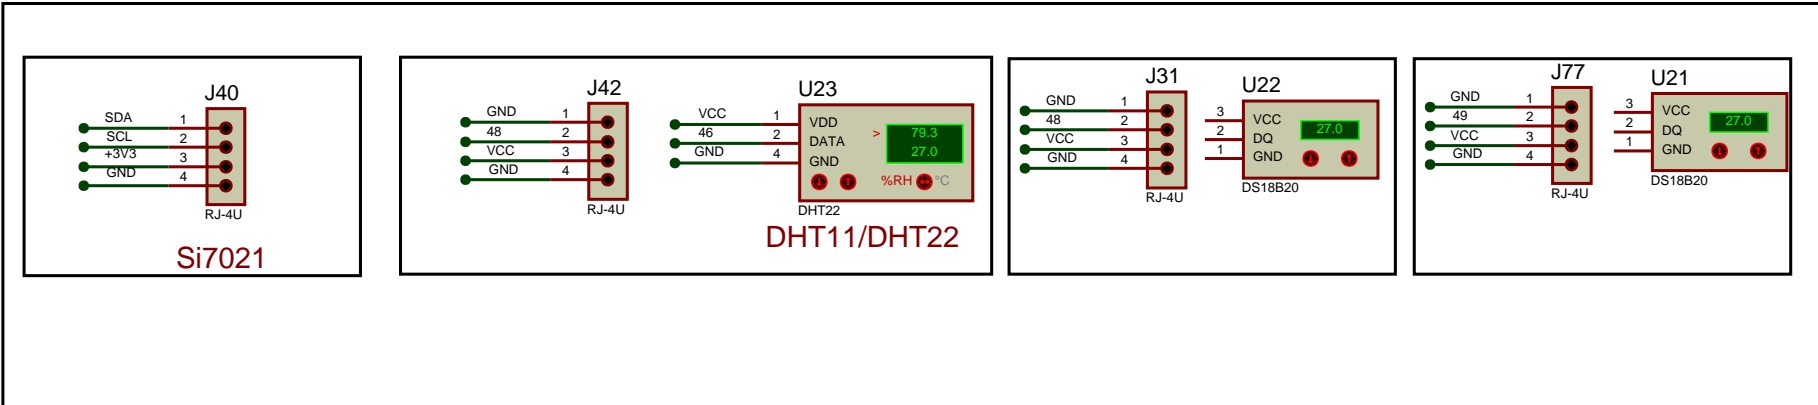 J40
SDA 1
SCL 2
+3V3 3
GND 4
RJ-4U
Si7021
J42
GND 1
48 2
VCC 3
GND 4
RJ-4U
U23
VCC 1 VDD > 79.3
46 2 DATA 27.0
GND 4 GND
%RH °C
DHT22
DHT11/DHT22
J31
GND 1
48 2
VCC 3
GND 4
RJ-4U
U22
3 VCC 27.0
2 DQ
1 GND
DS18B20
J77
GND 1
49 2
VCC 3
GND 4
RJ-4U
U21
3 VCC 27.0
2 DQ
1 GND
DS18B20